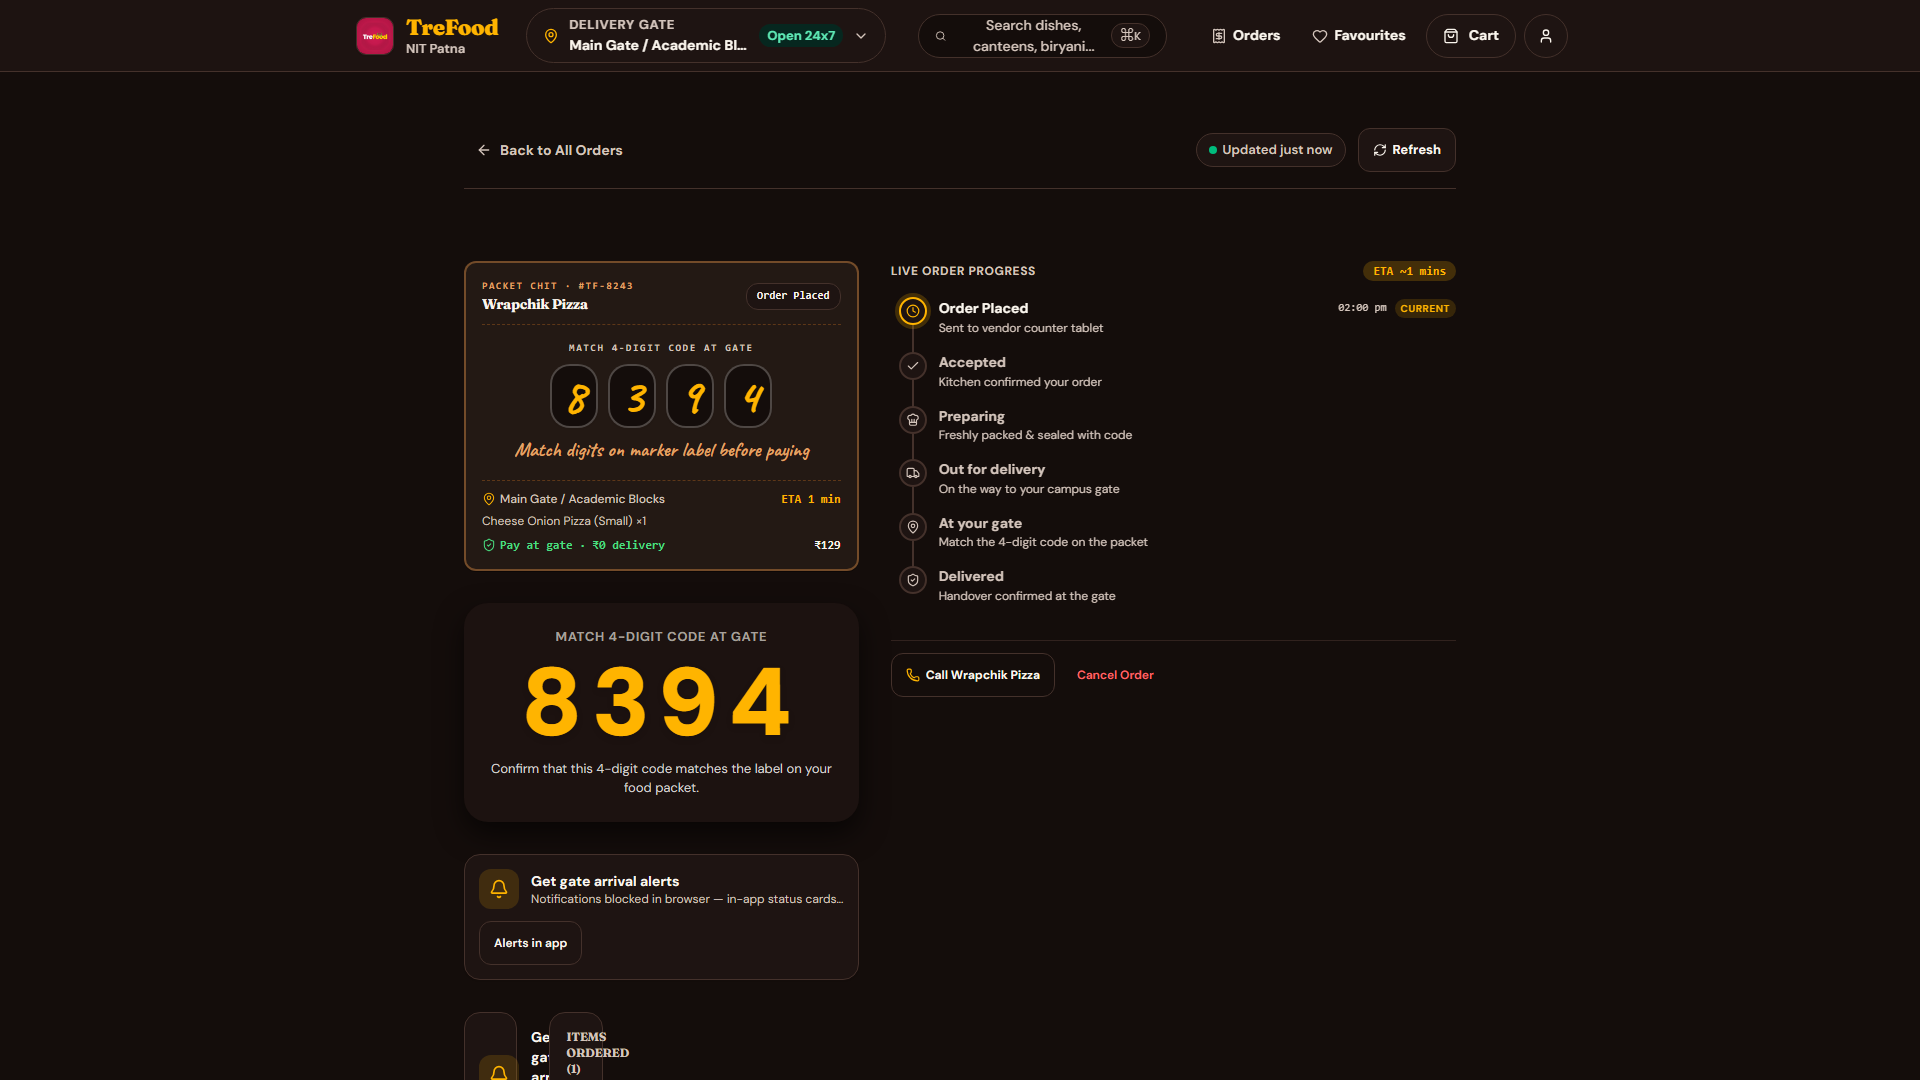 TreFood
TreFood
NIT Patna
DELIVERY GATE
Main Gate / Academic Bl...
Open 24x7
Search dishes,
canteens, biryani...
⌘K
Orders
Favourites
Cart
Back to All Orders
Updated just now
Refresh
PACKET CHIT · #TF-8243
Wrapchik Pizza
Order Placed
MATCH 4-DIGIT CODE AT GATE
8 3 9 4
Match digits on marker label before paying
Main Gate / Academic Blocks
ETA 1 min
Cheese Onion Pizza (Small) ×1
Pay at gate · ₹0 delivery
₹129
MATCH 4-DIGIT CODE AT GATE
8394
Confirm that this 4-digit code matches the label on your
food packet.
Get gate arrival alerts
Notifications blocked in browser — in-app status cards...
Alerts in app
Ge
ga
arr
ITEMS
ORDERED
(1)
LIVE ORDER PROGRESS
ETA ~1 mins
Order Placed
02:00 pm
CURRENT
Sent to vendor counter tablet
Accepted
Kitchen confirmed your order
Preparing
Freshly packed & sealed with code
Out for delivery
On the way to your campus gate
At your gate
Match the 4-digit code on the packet
Delivered
Handover confirmed at the gate
Call Wrapchik Pizza
Cancel Order